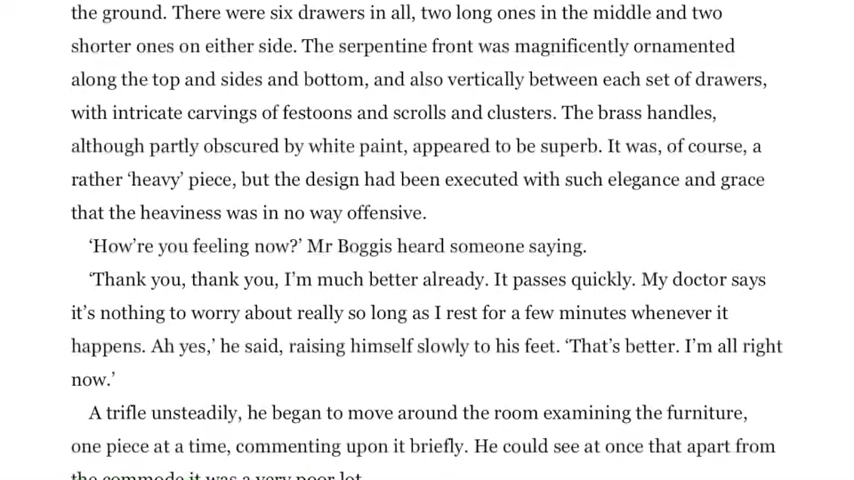 the ground. There were six drawers in all, two long ones in the middle and two
shorter ones on either side. The serpentine front was magnificently ornamented
along the top and sides and bottom, and also vertically between each set of drawers,
with intricate carvings of festoons and scrolls and clusters. The brass handles,
although partly obscured by white paint, appeared to be superb. It was, of course, a
rather ‘heavy’ piece, but the design had been executed with such elegance and grace
that the heaviness was in no way offensive.
‘How’re you feeling now?’ Mr Boggis heard someone saying.
‘Thank you, thank you, I’m much better already. It passes quickly. My doctor says
it’s nothing to worry about really so long as I rest for a few minutes whenever it
happens. Ah yes,’ he said, raising himself slowly to his feet. ‘That’s better. I’m all right
now.’
A trifle unsteadily, he began to move around the room examining the furniture,
one piece at a time, commenting upon it briefly. He could see at once that apart from
the commode it was a very poor lot.